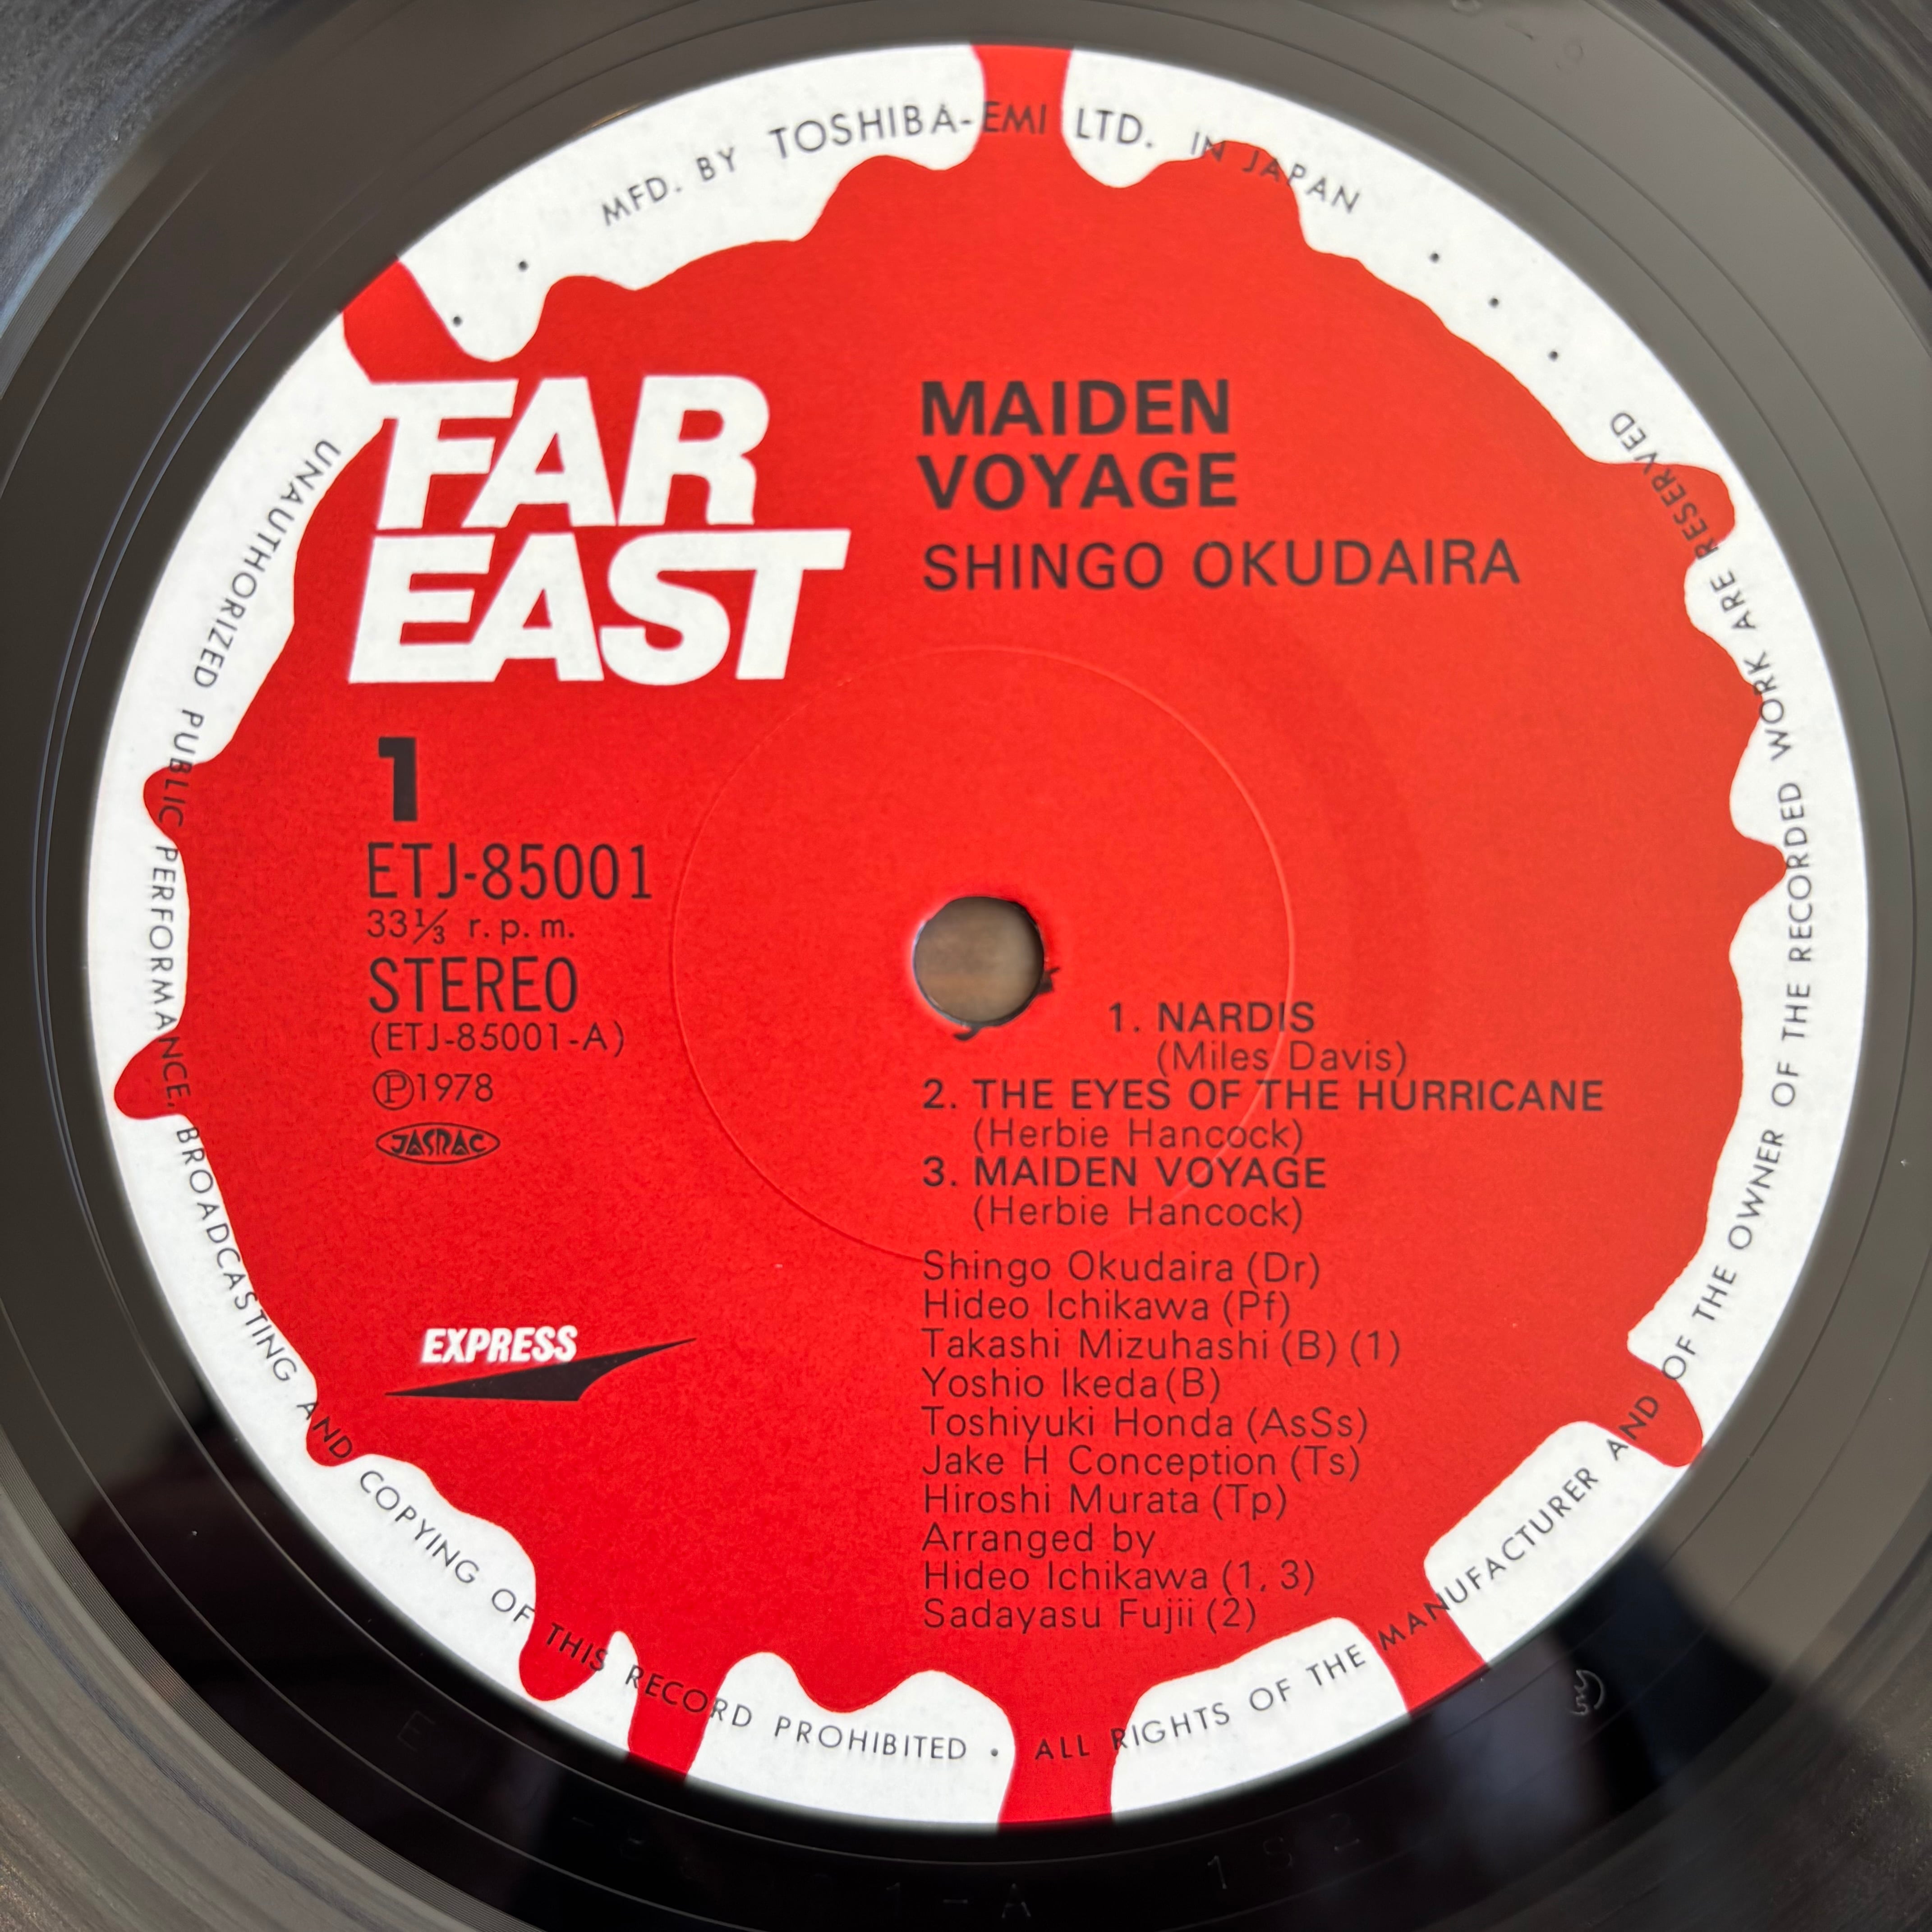 MFD. BY TOSHIBA-EMI LTD. IN JAPAN
FAR
EAST
MAIDEN
VOYAGE
SHINGO OKUDAIRA
1
ETJ-85001
33⅓ r.p.m.
STEREO
(ETJ-85001-A)
Ⓟ1978
JASRAC
EXPRESS
1. NARDIS
(Miles Davis)
2. THE EYES OF THE HURRICANE
(Herbie Hancock)
3. MAIDEN VOYAGE
(Herbie Hancock)
Shingo Okudaira (Dr)
Hideo Ichikawa (Pf)
Takashi Mizuhashi (B) (1)
Yoshio Ikeda (B)
Toshiyuki Honda (AsSs)
Jake H Conception (Ts)
Hiroshi Murata (Tp)
Arranged by
Hideo Ichikawa (1, 3)
Sadayasu Fujii (2)
UNAUTHORIZED PUBLIC PERFORMANCE, BROADCASTING AND COPYING OF THIS RECORD PROHIBITED • ALL RIGHTS OF THE MANUFACTURER AND OF THE OWNER OF THE RECORDED WORK ARE RESERVED